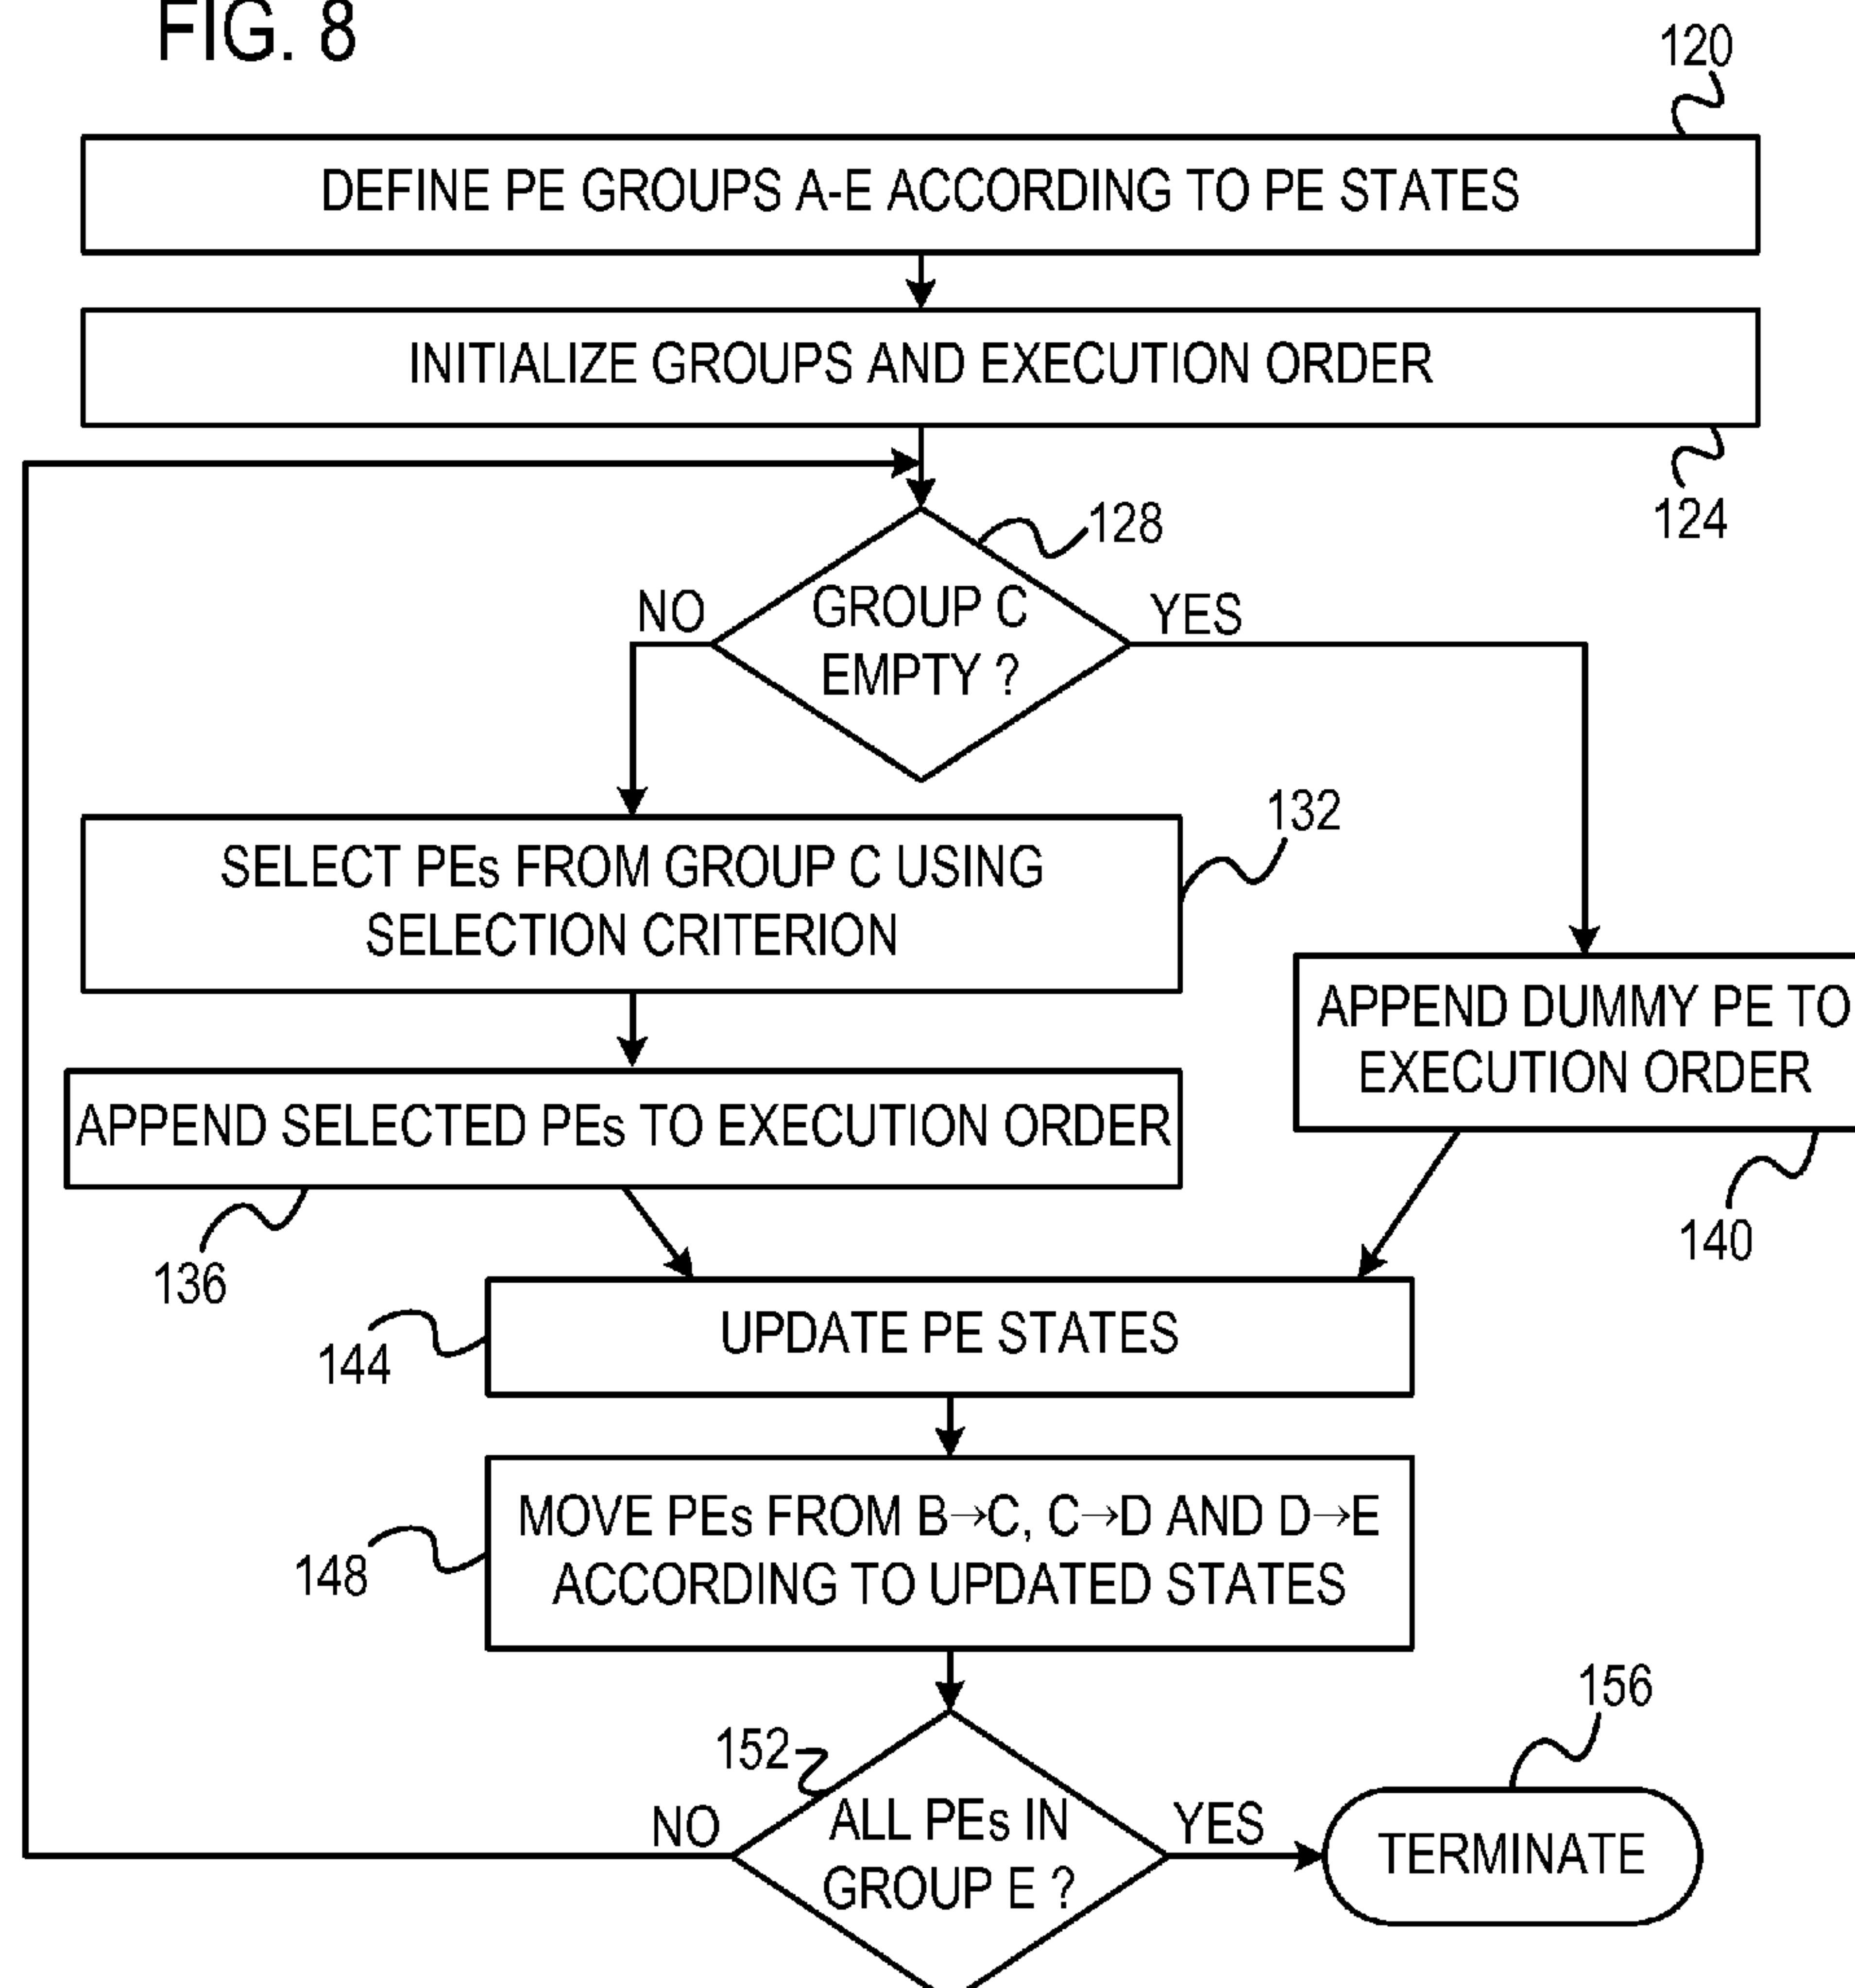 FIG. 8
120
DEFINE PE GROUPS A-E ACCORDING TO PE STATES
INITIALIZE GROUPS AND EXECUTION ORDER
124
128
NO
GROUP C
EMPTY ?
YES
132
SELECT PEs FROM GROUP C USING
SELECTION CRITERION
APPEND DUMMY PE TO
EXECUTION ORDER
APPEND SELECTED PEs TO EXECUTION ORDER
140
136
UPDATE PE STATES
144
MOVE PEs FROM B→C, C→D AND D→E
ACCORDING TO UPDATED STATES
148
156
152
NO
ALL PEs IN
GROUP E ?
YES
TERMINATE